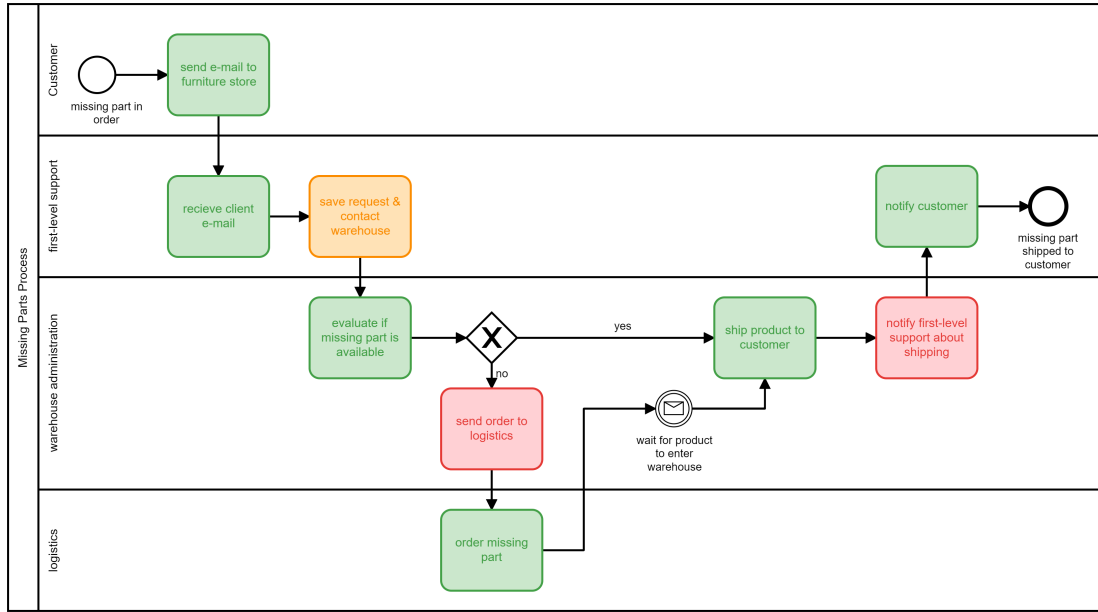 Missing Parts Process
Customer
missing part in
order
send e-mail to
furniture store
first-level support
recieve client
e-mail
save request &
contact
warehouse
notify customer
missing part
shipped to
customer
warehouse administration
evaluate if
missing part is
available
yes
no
ship product to
customer
notify first-level
support about
shipping
send order to
logistics
wait for product
to enter
warehouse
logistics
order missing
part